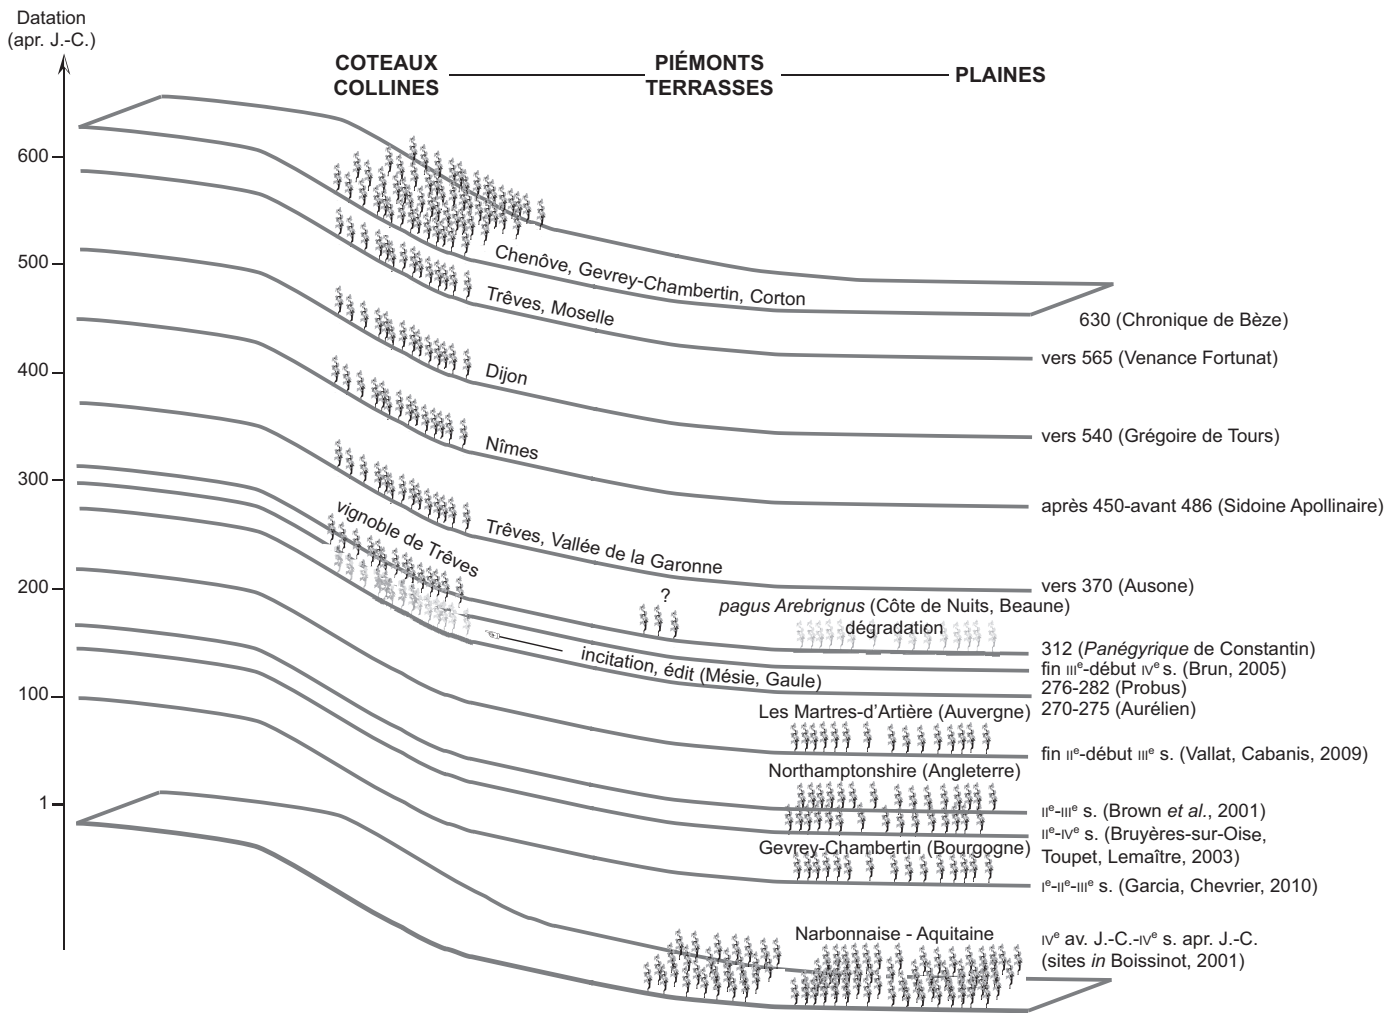 Datation
(apr. J.-C.)
COTEAUX
COLLINES
PIÉMONTS
TERRASSES
PLAINES
600
500
400
300
200
100
1
Chenôve, Gevrey-Chambertin, Corton
630 (Chronique de Bèze)
Trêves, Moselle
vers 565 (Venance Fortunat)
Dijon
vers 540 (Grégoire de Tours)
Nîmes
après 450-avant 486 (Sidoine Apollinaire)
Trêves, Vallée de la Garonne
vers 370 (Ausone)
vignoble de Trêves
?
pagus Arebrignus (Côte de Nuits, Beaune)
dégradation
312 (Panégyrique de Constantin)
fin IIIe-début IVe s. (Brun, 2005)
incitation, édit (Mésie, Gaule)
276-282 (Probus)
270-275 (Aurélien)
Les Martres-d'Artière (Auvergne)
fin IIe-début IIIe s. (Vallat, Cabanis, 2009)
Northamptonshire (Angleterre)
IIe-IIIe s. (Brown et al., 2001)
IIe-IVe s. (Bruyères-sur-Oise,
Toupet, Lemaître, 2003)
Gevrey-Chambertin (Bourgogne)
Ie-IIe-IIIe s. (Garcia, Chevrier, 2010)
Narbonnaise - Aquitaine
IVe av. J.-C.-IVe s. apr. J.-C.
(sites in Boissinot, 2001)